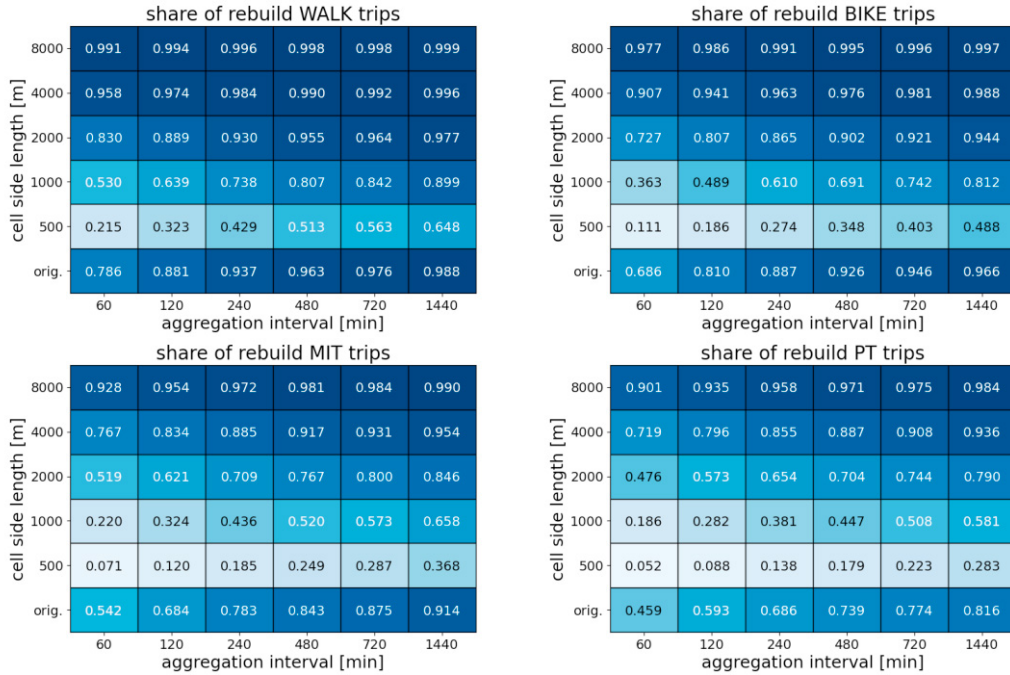 share of rebuild WALK trips
cell side length [m]
8000 0.991 0.994 0.996 0.998 0.998 0.999
4000 0.958 0.974 0.984 0.990 0.992 0.996
2000 0.830 0.889 0.930 0.955 0.964 0.977
1000 0.530 0.639 0.738 0.807 0.842 0.899
500 0.215 0.323 0.429 0.513 0.563 0.648
orig. 0.786 0.881 0.937 0.963 0.976 0.988
60 120 240 480 720 1440
aggregation interval [min]
share of rebuild BIKE trips
cell side length [m]
8000 0.977 0.986 0.991 0.995 0.996 0.997
4000 0.907 0.941 0.963 0.976 0.981 0.988
2000 0.727 0.807 0.865 0.902 0.921 0.944
1000 0.363 0.489 0.610 0.691 0.742 0.812
500 0.111 0.186 0.274 0.348 0.403 0.488
orig. 0.686 0.810 0.887 0.926 0.946 0.966
60 120 240 480 720 1440
aggregation interval [min]
share of rebuild MIT trips
cell side length [m]
8000 0.928 0.954 0.972 0.981 0.984 0.990
4000 0.767 0.834 0.885 0.917 0.931 0.954
2000 0.519 0.621 0.709 0.767 0.800 0.846
1000 0.220 0.324 0.436 0.520 0.573 0.658
500 0.071 0.120 0.185 0.249 0.287 0.368
orig. 0.542 0.684 0.783 0.843 0.875 0.914
60 120 240 480 720 1440
aggregation interval [min]
share of rebuild PT trips
cell side length [m]
8000 0.901 0.935 0.958 0.971 0.975 0.984
4000 0.719 0.796 0.855 0.887 0.908 0.936
2000 0.476 0.573 0.654 0.704 0.744 0.790
1000 0.186 0.282 0.381 0.447 0.508 0.581
500 0.052 0.088 0.138 0.179 0.223 0.283
orig. 0.459 0.593 0.686 0.739 0.774 0.816
60 120 240 480 720 1440
aggregation interval [min]